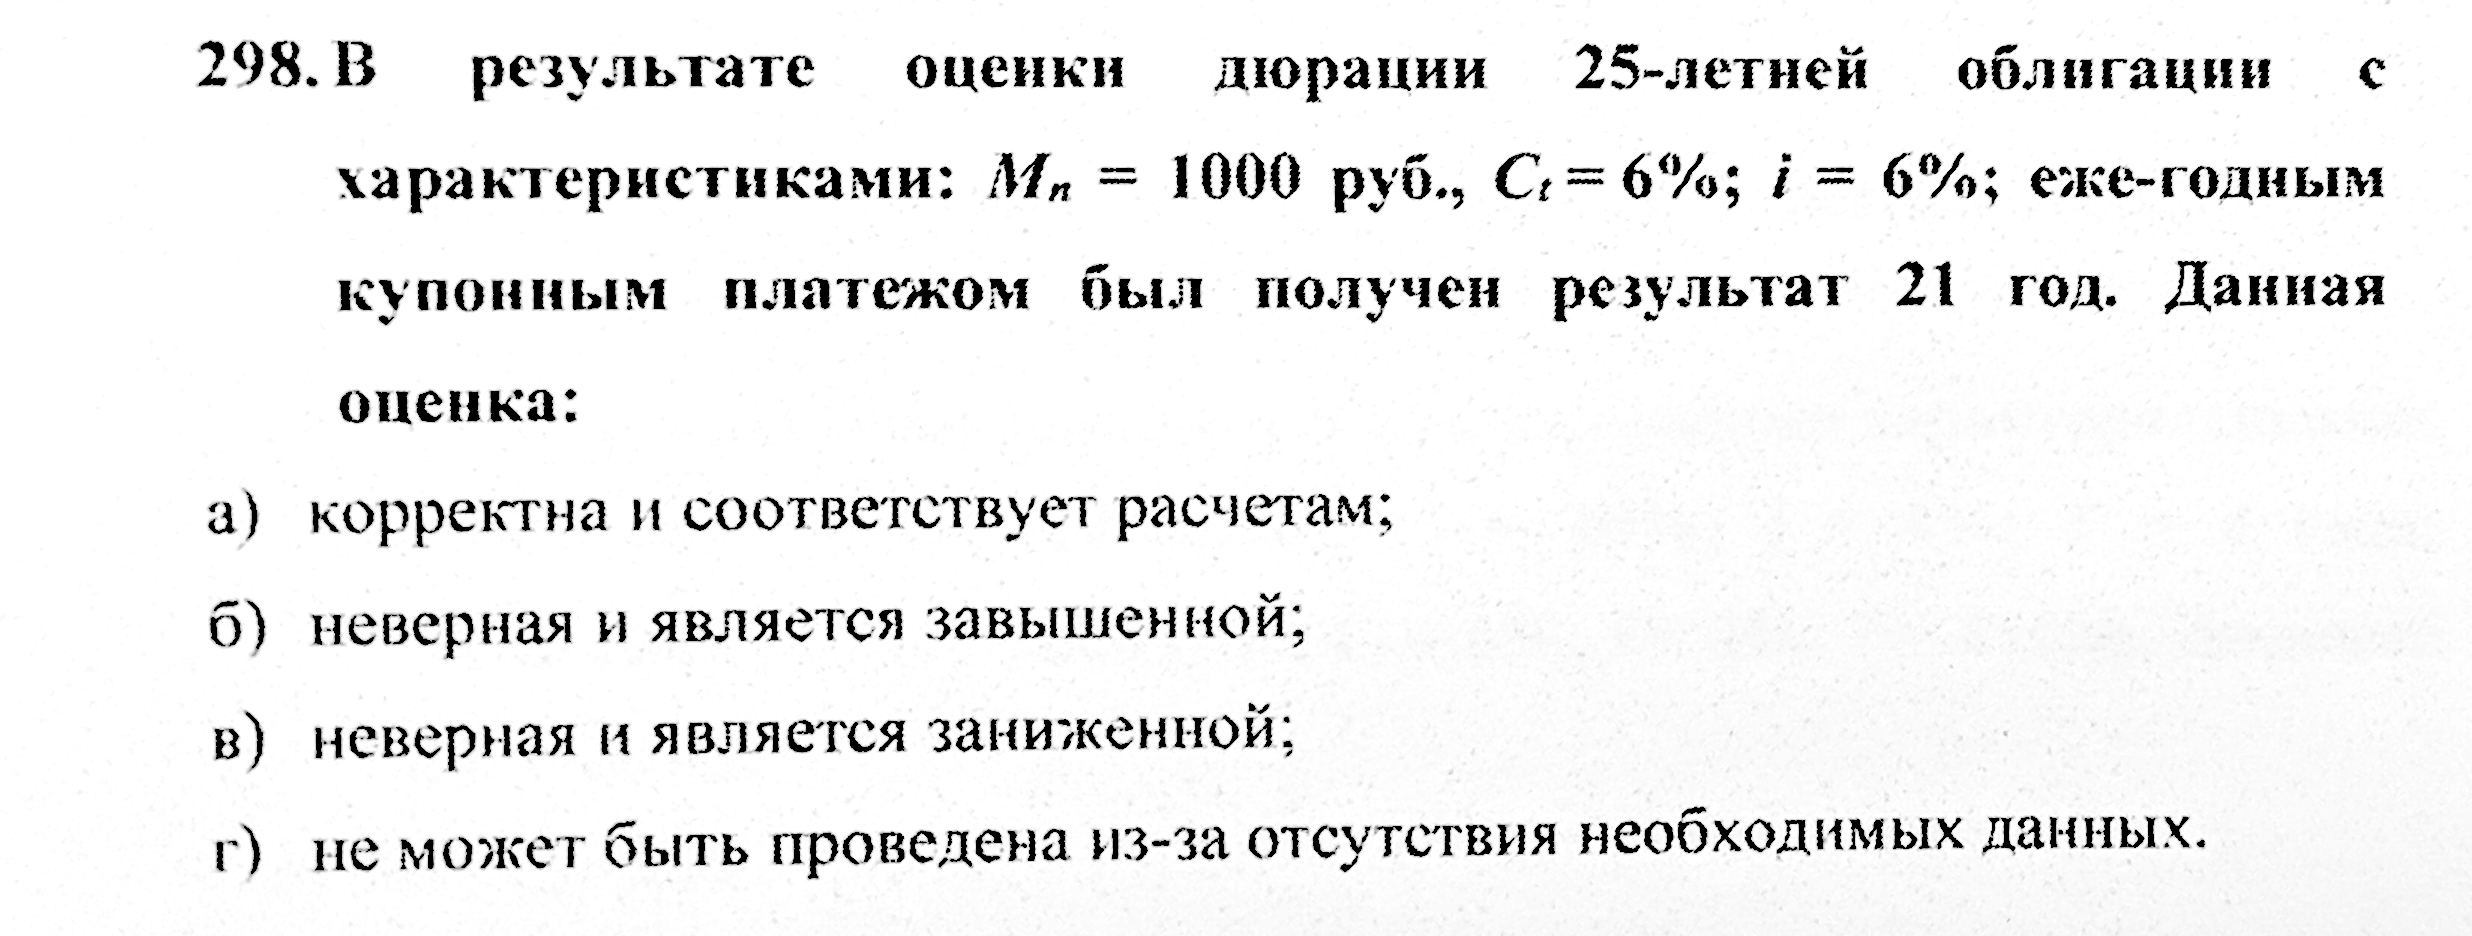 298. В результате оценки дюрации 25-летней облигации с
характеристиками: Mₙ = 1000 руб., Cₜ = 6%; i = 6%; еже-годным
купонным платежом был получен результат 21 год. Данная
оценка:
а) корректна и соответствует расчетам;
б) неверная и является завышенной;
в) неверная и является заниженной;
г) не может быть проведена из-за отсутствия необходимых данных.